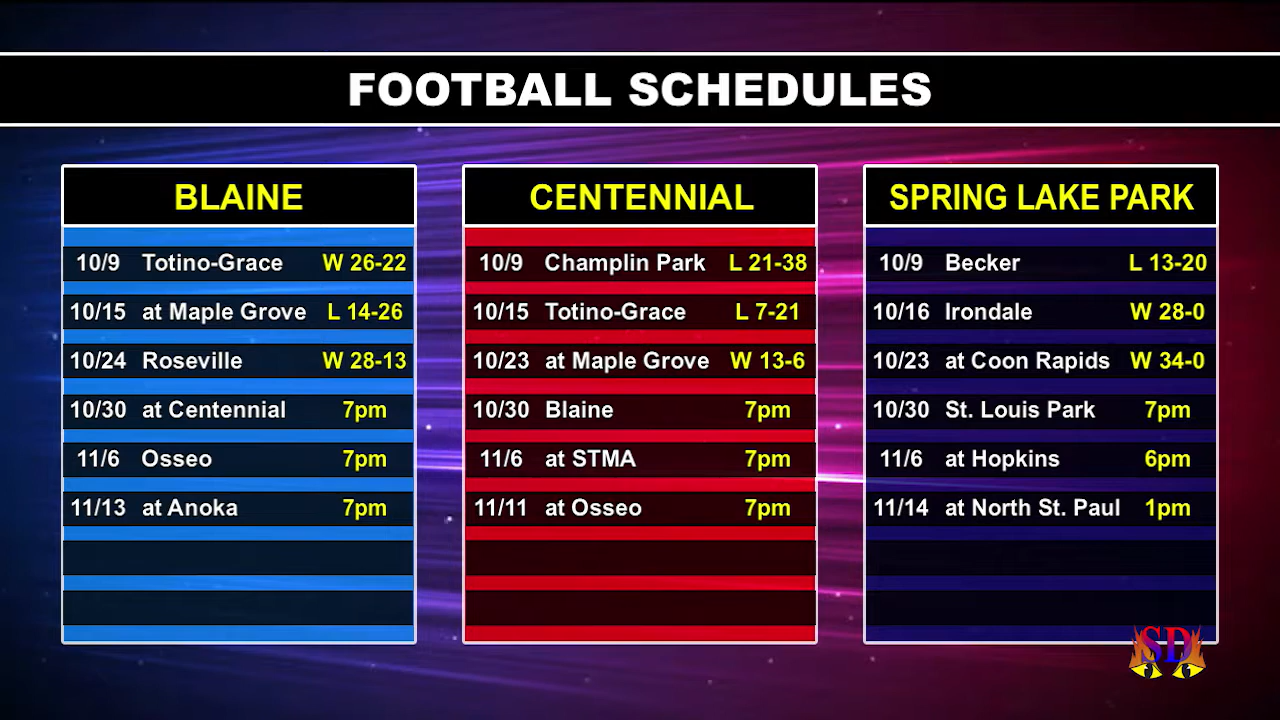 FOOTBALL SCHEDULES
BLAINE
10/9 Totino-Grace W 26-22
10/15 at Maple Grove L 14-26
10/24 Roseville W 28-13
10/30 at Centennial 7pm
11/6 Osseo 7pm
11/13 at Anoka 7pm
CENTENNIAL
10/9 Champlin Park L 21-38
10/15 Totino-Grace L 7-21
10/23 at Maple Grove W 13-6
10/30 Blaine 7pm
11/6 at STMA 7pm
11/11 at Osseo 7pm
SPRING LAKE PARK
10/9 Becker L 13-20
10/16 Irondale W 28-0
10/23 at Coon Rapids W 34-0
10/30 St. Louis Park 7pm
11/6 at Hopkins 6pm
11/14 at North St. Paul 1pm
SD